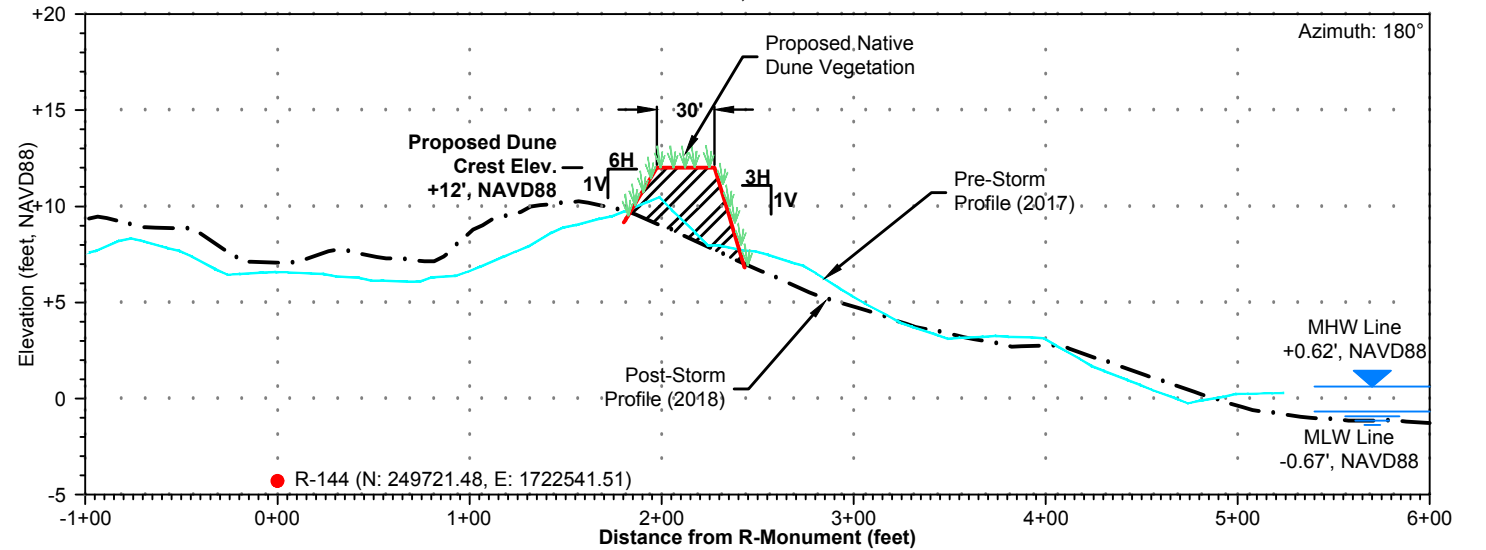 +20
Azimuth: 180°
Proposed Native
Dune Vegetation
+15
30'
Proposed Dune
Crest Elev.
+12', NAVD88
6H
1V
3H
1V
Pre-Storm
Profile (2017)
+10
Elevation (feet, NAVD88)
+5
MHW Line
+0.62', NAVD88
Post-Storm
Profile (2018)
0
MLW Line
-0.67', NAVD88
R-144 (N: 249721.48, E: 1722541.51)
-5
-1+00 0+00 1+00 2+00 3+00 4+00 5+00 6+00
Distance from R-Monument (feet)